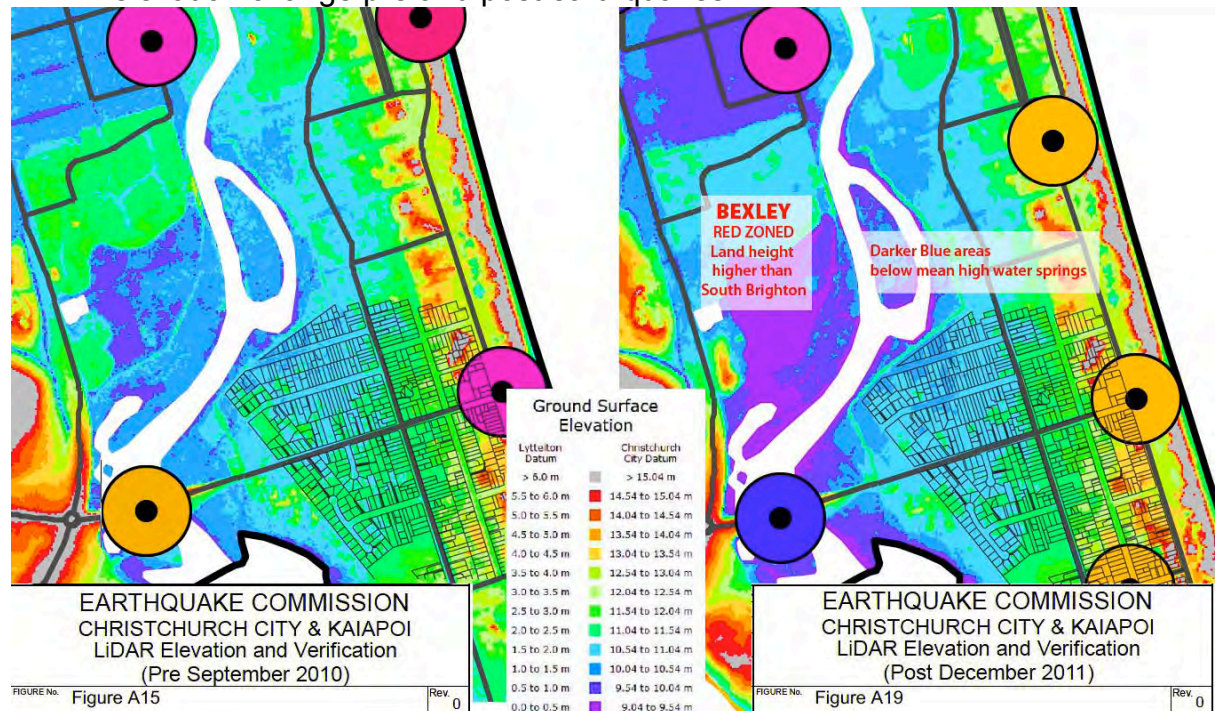 BEXLEY
RED ZONED
Land height
higher than
South Brighton
Darker Blue areas
below mean high water springs
Ground Surface
Elevation
Lyttelton Datum Christchurch City Datum
> 6.0 m > 15.04 m
5.5 to 6.0 m 14.54 to 15.04 m
5.0 to 5.5 m 14.04 to 14.54 m
4.5 to 5.0 m 13.54 to 14.04 m
4.0 to 4.5 m 13.04 to 13.54 m
3.5 to 4.0 m 12.54 to 13.04 m
3.0 to 3.5 m 12.04 to 12.54 m
2.5 to 3.0 m 11.54 to 12.04 m
2.0 to 2.5 m 11.04 to 11.54 m
1.5 to 2.0 m 10.54 to 11.04 m
1.0 to 1.5 m 10.04 to 10.54 m
0.5 to 1.0 m 9.54 to 10.04 m
0.0 to 0.5 m 9.04 to 9.54 m
EARTHQUAKE COMMISSION
CHRISTCHURCH CITY & KAIAPOI
LiDAR Elevation and Verification
(Pre September 2010)
FIGURE No. Figure A15 Rev. 0
EARTHQUAKE COMMISSION
CHRISTCHURCH CITY & KAIAPOI
LiDAR Elevation and Verification
(Post December 2011)
FIGURE No. Figure A19 Rev. 0